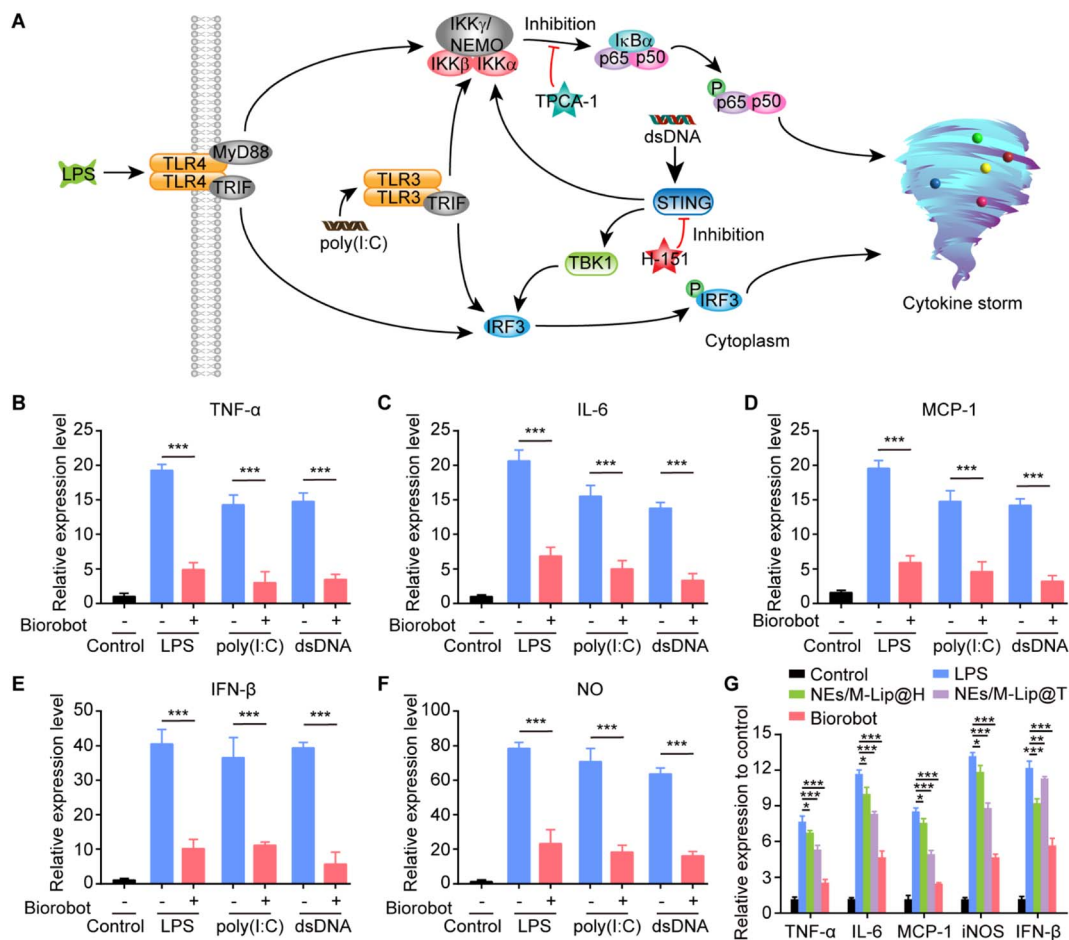 A
LPS
TLR4
TLR4
MyD88
TRIF
TLR3
TLR3
TRIF
poly(I:C)
IKKγ/
NEMO
IKKβ IKKα
Inhibition
TPCA-1
IκBα
p65 p50
P
p65 p50
dsDNA
STING
Inhibition
H-151
TBK1
IRF3
P
IRF3
Cytoplasm
Cytokine storm
B
TNF-α
Relative expression level
25
20
15
10
5
0
*** *** ***
Biorobot - - + - + - +
Control LPS poly(I:C) dsDNA
C
IL-6
Relative expression level
25
20
15
10
5
0
*** *** ***
Biorobot - - + - + - +
Control LPS poly(I:C) dsDNA
D
MCP-1
Relative expression level
25
20
15
10
5
0
*** *** ***
Biorobot - - + - + - +
Control LPS poly(I:C) dsDNA
E
IFN-β
Relative expression level
50
40
30
20
10
0
*** *** ***
Biorobot - - + - + - +
Control LPS poly(I:C) dsDNA
F
NO
Relative expression level
100
80
60
40
20
0
*** *** ***
Biorobot - - + - + - +
Control LPS poly(I:C) dsDNA
G
Control LPS
NEs/M-Lip@H NEs/M-Lip@T
Biorobot
Relative expression to control
15
12
9
6
3
0
*** *** *** *** ***
*** *** *** *** **
* * * * ***
TNF-α IL-6 MCP-1 iNOS IFN-β